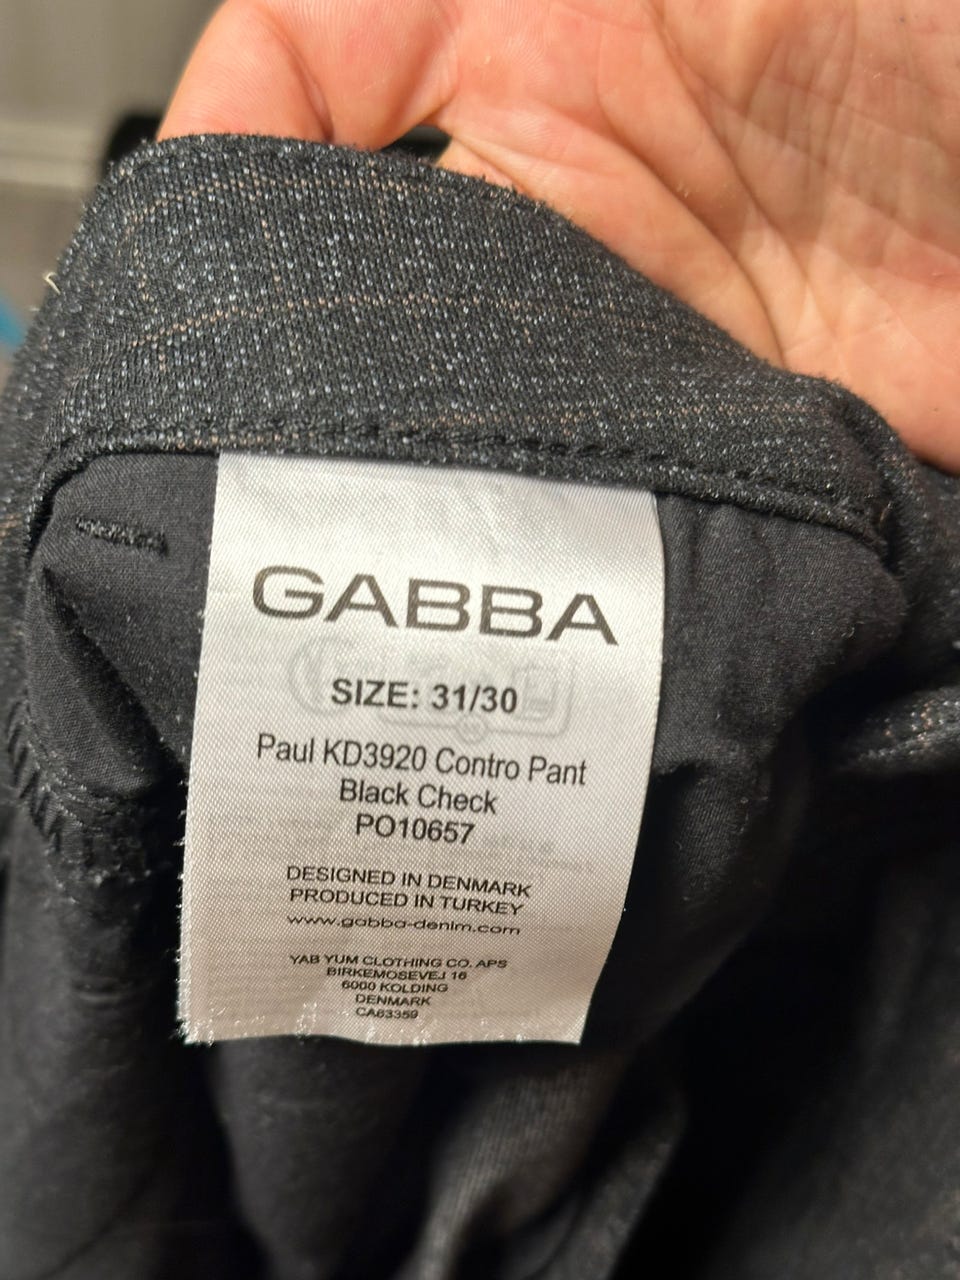 GABBA
SIZE: 31/30
Paul KD3920 Contro Pant
Black Check
PO10657
DESIGNED IN DENMARK
PRODUCED IN TURKEY
www.gabba-denim.com
YAB YUM CLOTHING CO. APS
BIRKEMOSEVEJ 16
6000 KOLDING
DENMARK
CA63359